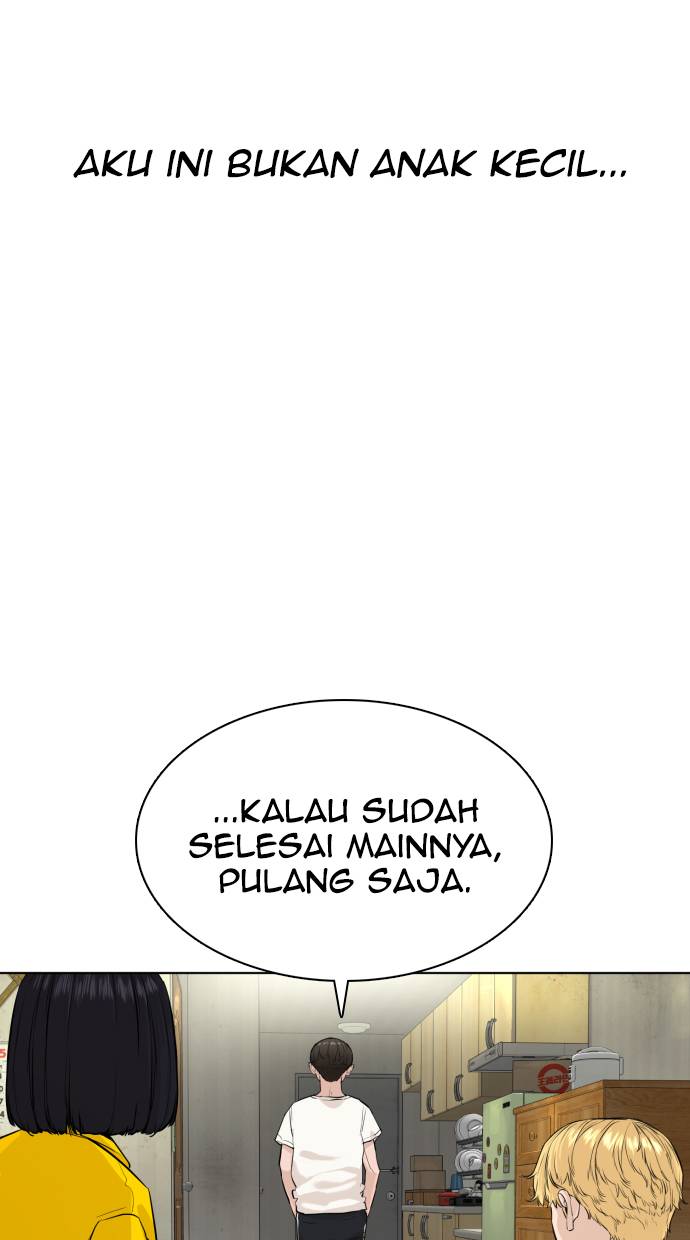 AKU INI BUKAN ANAK KECIL...
...KALAU SUDAH
SELESAI MAINNYA,
PULANG SAJA.